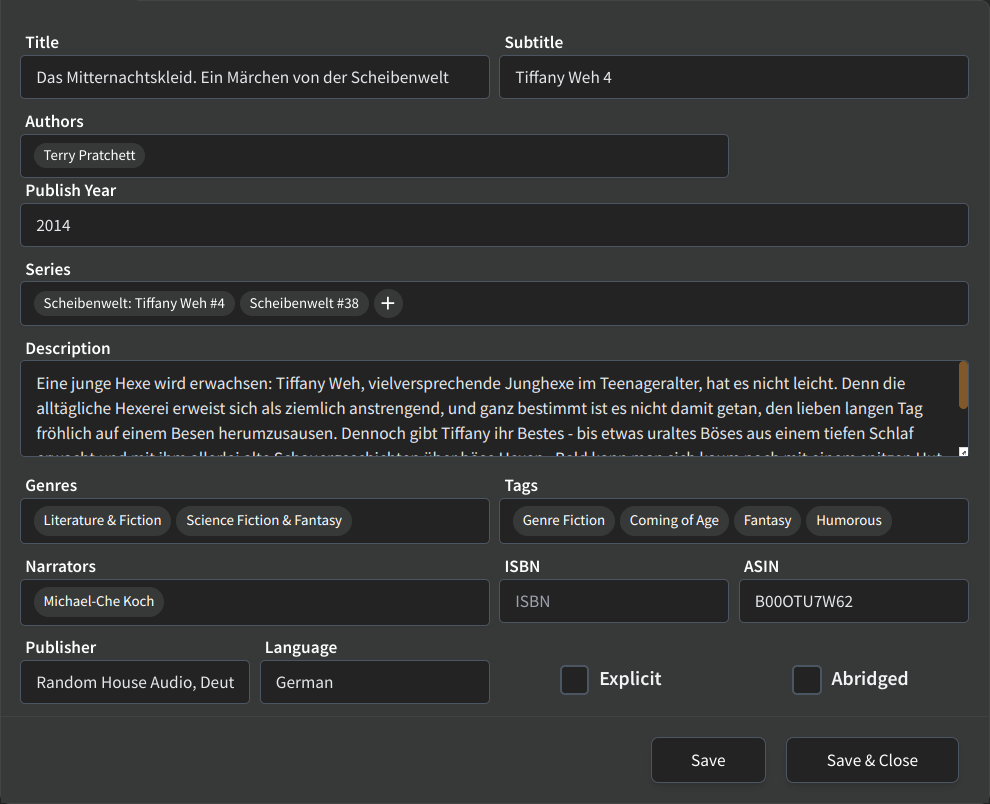 Title
Subtitle
Das Mitternachtskleid. Ein Märchen von der Scheibenwelt
Tiffany Weh 4
Authors
Terry Pratchett
Publish Year
2014
Series
Scheibenwelt: Tiffany Weh #4
Scheibenwelt #38
+
Description
Eine junge Hexe wird erwachsen: Tiffany Weh, vielversprechende Junghexe im Teenageralter, hat es nicht leicht. Denn die
alltägliche Hexerei erweist sich als ziemlich anstrengend, und ganz bestimmt ist es nicht damit getan, den lieben langen Tag
fröhlich auf einem Besen herumzusausen. Dennoch gibt Tiffany ihr Bestes - bis etwas uraltes Böses aus einem tiefen Schlaf
Genres
Tags
Literature & Fiction
Science Fiction & Fantasy
Genre Fiction
Coming of Age
Fantasy
Humorous
Narrators
ISBN
ASIN
Michael-Che Koch
ISBN
B00OTU7W62
Publisher
Language
Random House Audio, Deut
German
Explicit
Abridged
Save
Save & Close